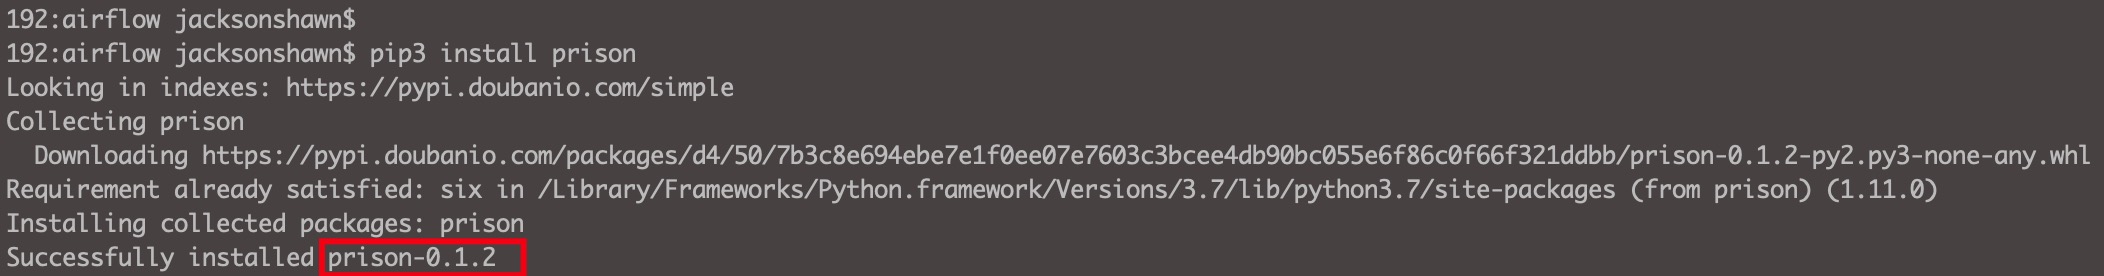 192:airflow jacksonshawn$
192:airflow jacksonshawn$ pip3 install prison
Looking in indexes: https://pypi.doubanio.com/simple
Collecting prison
  Downloading https://pypi.doubanio.com/packages/d4/50/7b3c8e694ebe7e1f0ee07e7603c3bcee4db90bc055e6f86c0f66f321ddbb/prison-0.1.2-py2.py3-none-any.whl
Requirement already satisfied: six in /Library/Frameworks/Python.framework/Versions/3.7/lib/python3.7/site-packages (from prison) (1.11.0)
Installing collected packages: prison
Successfully installed prison-0.1.2